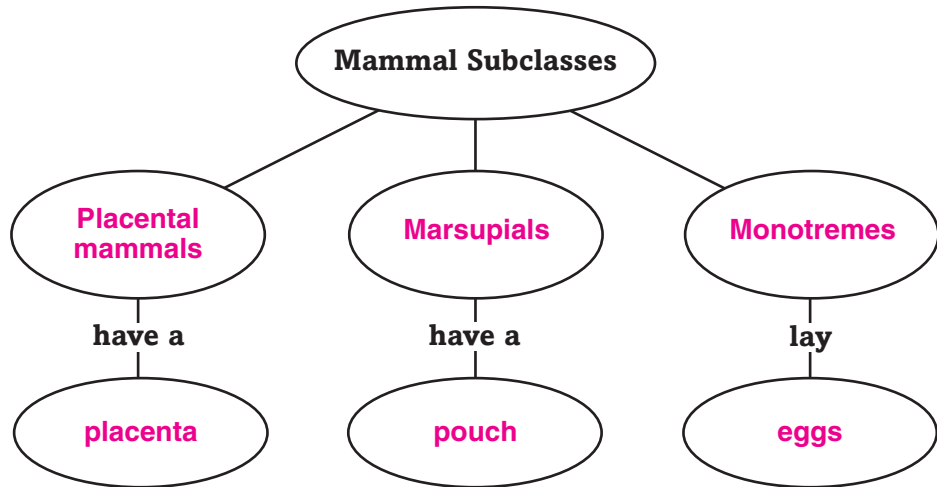 Mammal Subclasses
Placental
mammals
Marsupials
Monotremes
have a
have a
lay
placenta
pouch
eggs